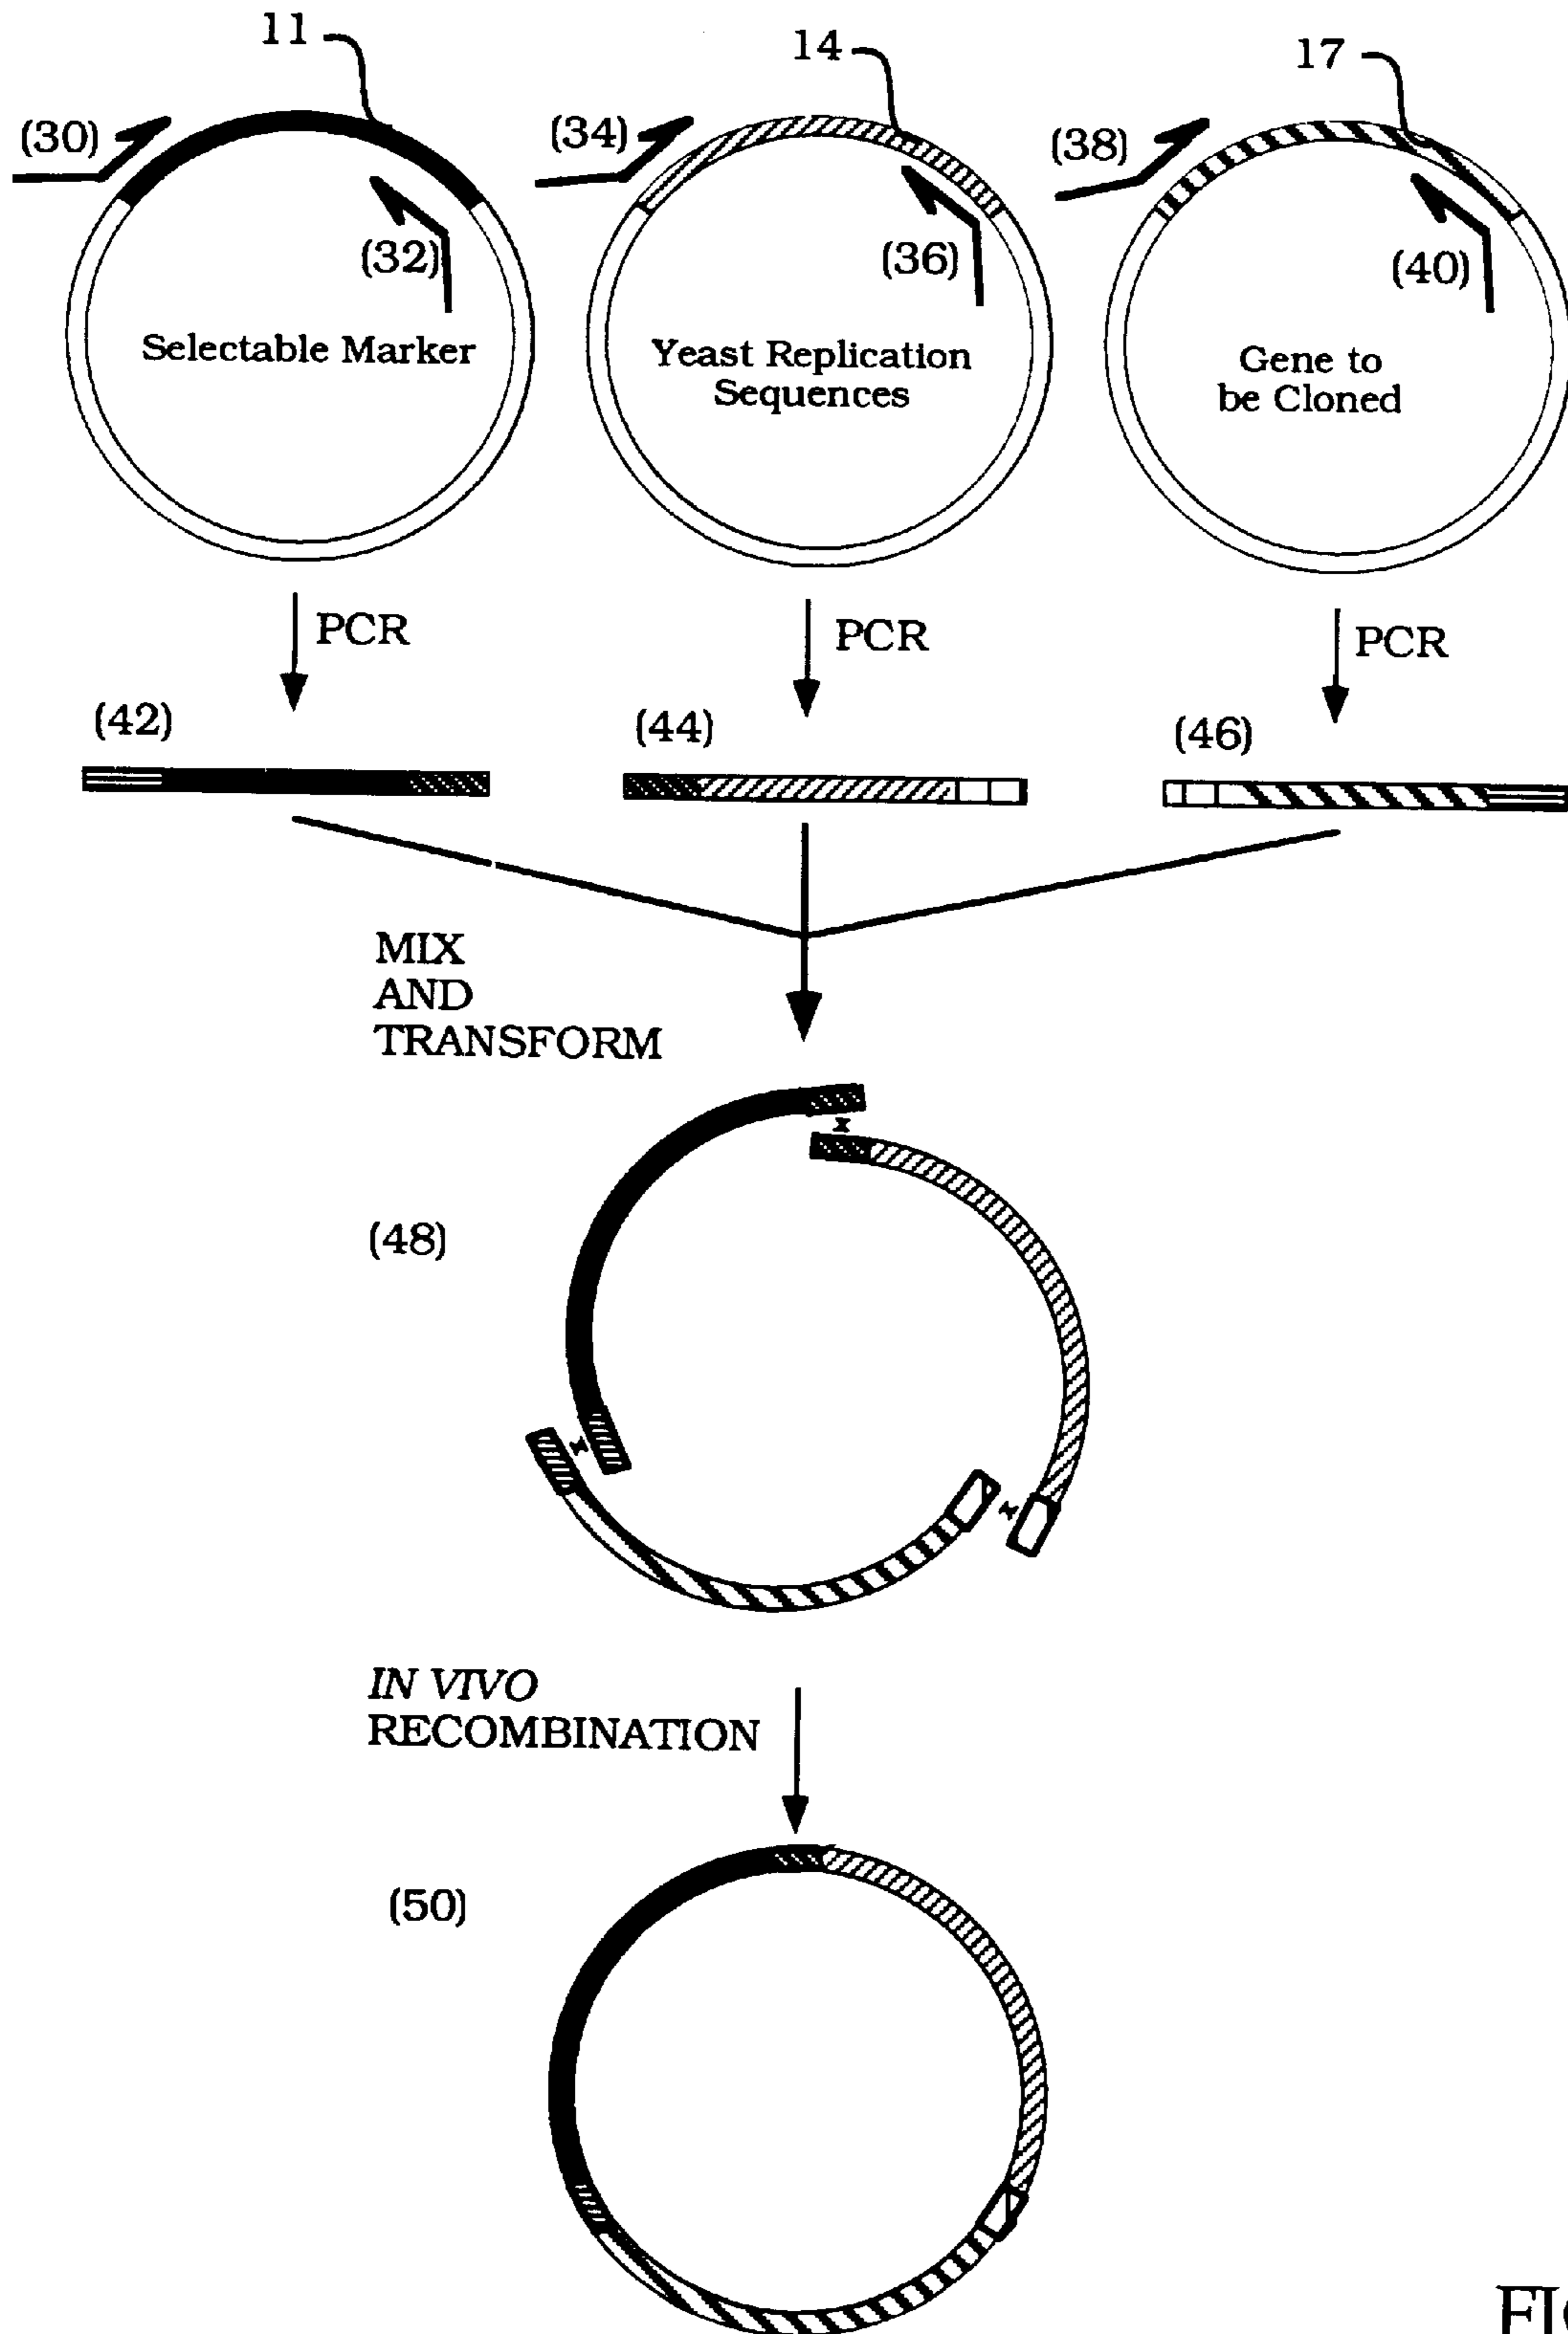 11
14
17
(30)
(34)
(38)
(32)
(36)
(40)
Selectable Marker
Yeast Replication
Sequences
Gene to
be Cloned
PCR
PCR
PCR
(42)
(44)
(46)
MIX
AND
TRANSFORM
(48)
IN VIVO
RECOMBINATION
(50)